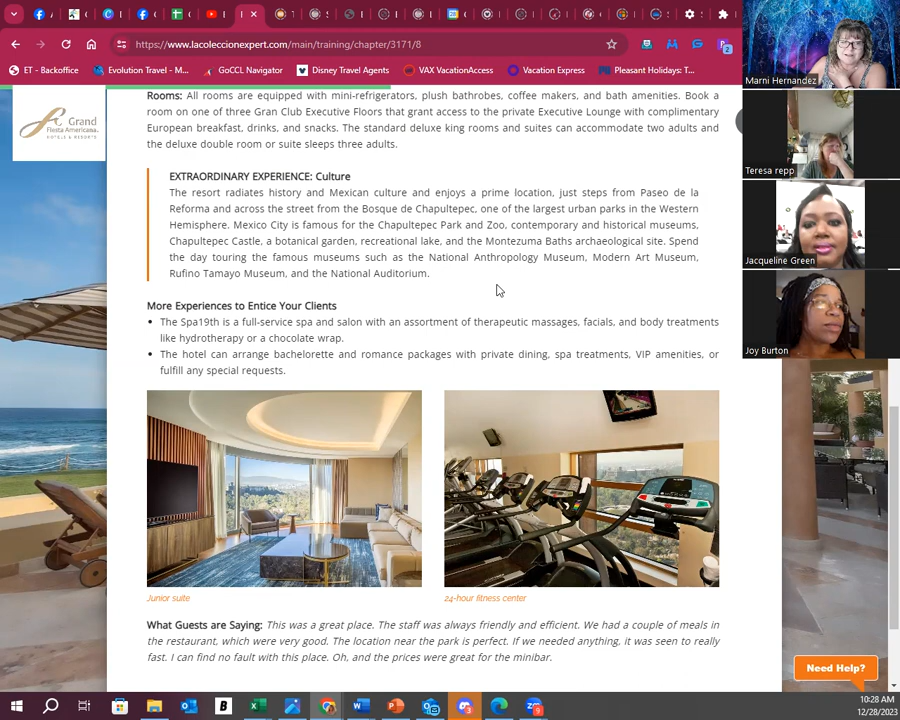 https://www.lacoleccionexpert.com/main/training/chapter/3171/8
ET - Backoffice
Evolution Travel - M...
GoCCL Navigator
Disney Travel Agents
VAX VacationAccess
Vacation Express
Pleasant Holidays: T...
Grand
Fiesta Americana.
HOTELS & RESORTS
Rooms: All rooms are equipped with mini-refrigerators, plush bathrobes, coffee makers, and bath amenities. Book a
room on one of three Gran Club Executive Floors that grant access to the private Executive Lounge with complimentary
European breakfast, drinks, and snacks. The standard deluxe king rooms and suites can accommodate two adults and
the deluxe double room or suite sleeps three adults.
EXTRAORDINARY EXPERIENCE: Culture
The resort radiates history and Mexican culture and enjoys a prime location, just steps from Paseo de la
Reforma and across the street from the Bosque de Chapultepec, one of the largest urban parks in the Western
Hemisphere. Mexico City is famous for the Chapultepec Park and Zoo, contemporary and historical museums,
Chapultepec Castle, a botanical garden, recreational lake, and the Montezuma Baths archaeological site. Spend
the day touring the famous museums such as the National Anthropology Museum, Modern Art Museum,
Rufino Tamayo Museum, and the National Auditorium.
More Experiences to Entice Your Clients
• The Spa19th is a full-service spa and salon with an assortment of therapeutic massages, facials, and body treatments
like hydrotherapy or a chocolate wrap.
• The hotel can arrange bachelorette and romance packages with private dining, spa treatments, VIP amenities, or
fulfill any special requests.
Junior suite
24-hour fitness center
What Guests are Saying: This was a great place. The staff was always friendly and efficient. We had a couple of meals in
the restaurant, which were very good. The location near the park is perfect. If we needed anything, it was seen to really
fast. I can find no fault with this place. Oh, and the prices were great for the minibar.
Marni Hernandez
Teresa repp
Jacqueline Green
Joy Burton
Need Help?
10:28 AM
12/28/2023